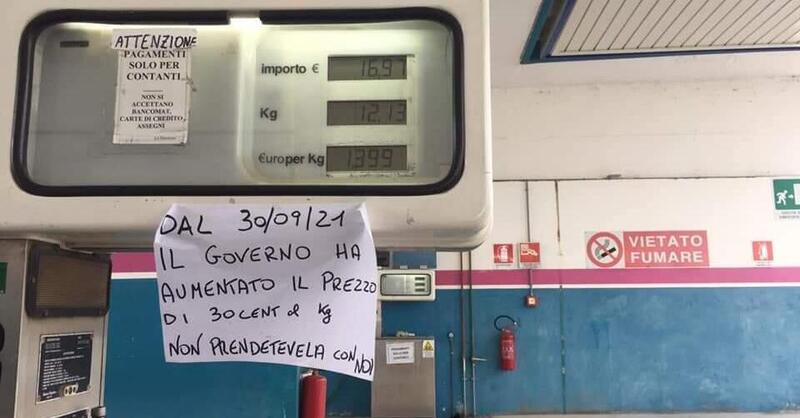 ATTENZIONE
PAGAMENTI
SOLO PER
CONTANTI
NON SI
ACCETTANO
BANCOMAT,
CARTE DI CREDITO
ASSEGNI
La Direzione
importo € 16.97
Kg 12.13
€uro per Kg 1.399
DAL 30/09/21
IL GOVERNO HA
AUMENTATO IL PREZZO
DI 30 CENT al Kg
NON PRENDETEVELA CON NOI
VIETATO
FUMARE